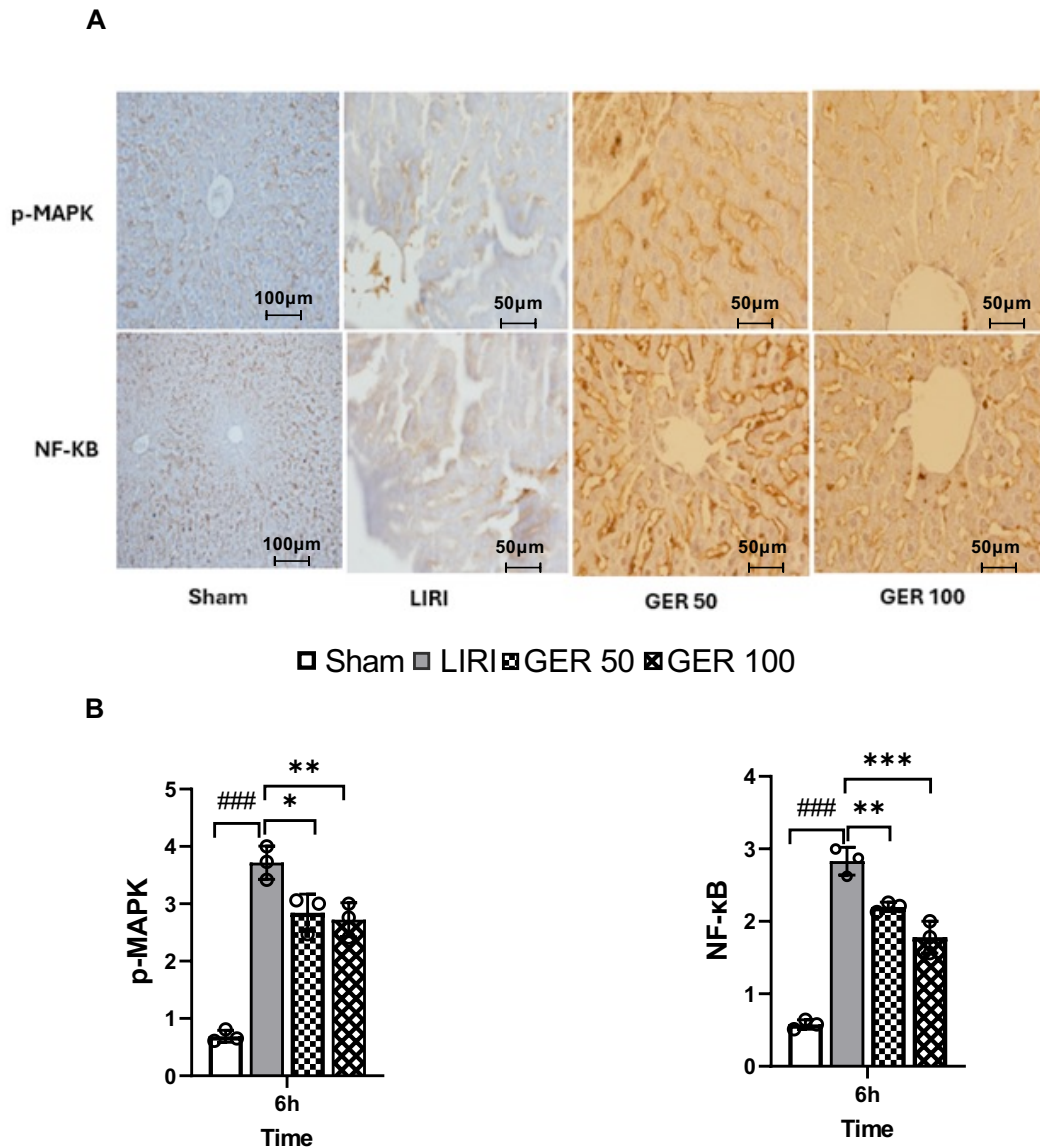 A
p-MAPK
100µm
50µm
50µm
50µm
NF-KB
100µm
50µm
50µm
50µm
Sham
LIRI
GER 50
GER 100
Sham LIRI GER 50 GER 100
B
p-MAPK
5
4
3
2
1
0
###
*
**
6h
Time
NF-κB
4
3
2
1
0
###
**
***
6h
Time